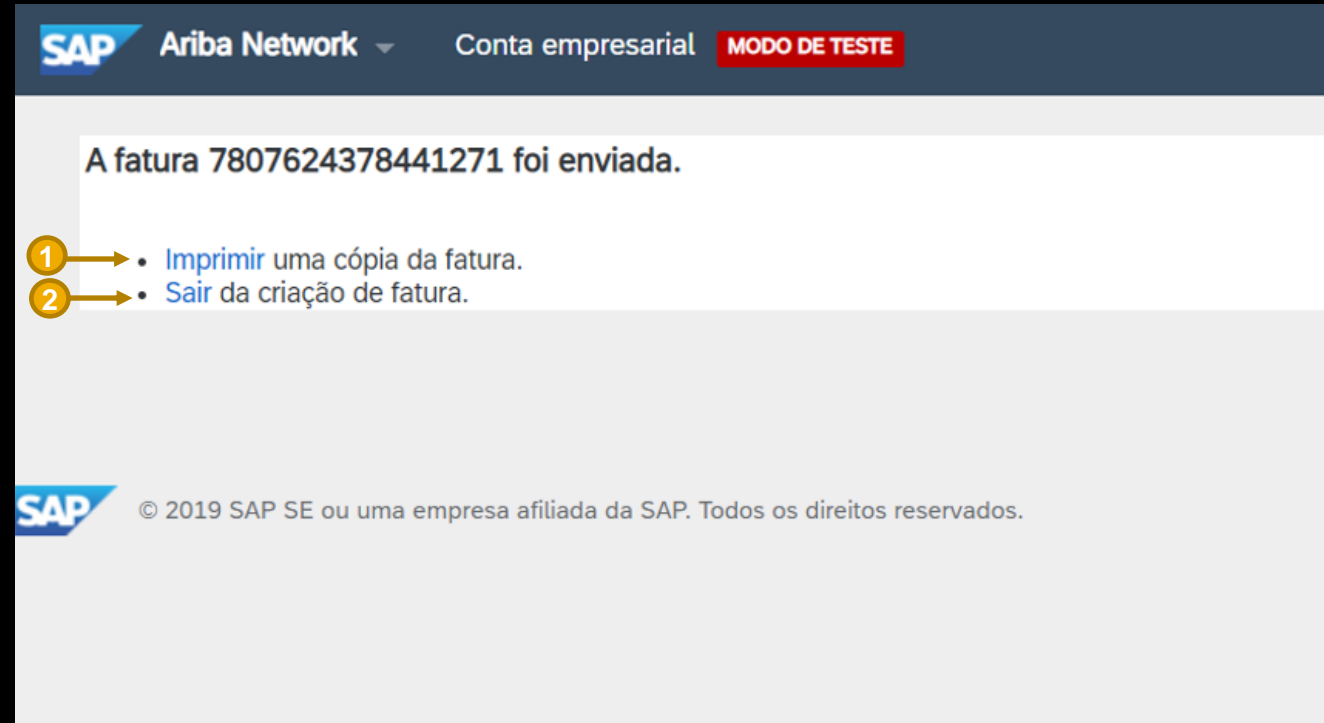 SAP Ariba Network Conta empresarial MODO DE TESTE
A fatura 7807624378441271 foi enviada.
1 • Imprimir uma cópia da fatura.
2 • Sair da criação de fatura.
SAP © 2019 SAP SE ou uma empresa afiliada da SAP. Todos os direitos reservados.